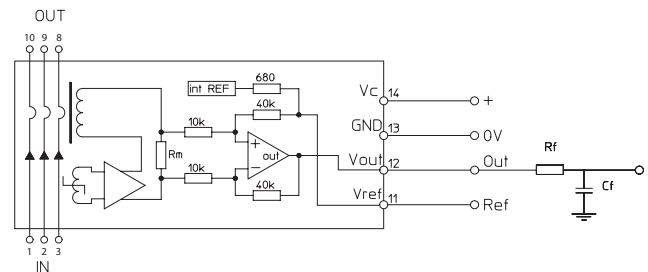 OUT
10 9 8
680
int REF
Vc 14 +
40k
10k
GND 13 0V
Rm
+
out
-
Vout 12 Out Rf
10k
Cf
40k
Vref 11 Ref
1 2 3
IN